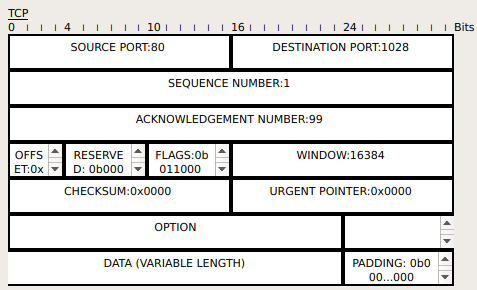 TCP
0 4 10 16 24 Bits
SOURCE PORT:80 DESTINATION PORT:1028
SEQUENCE NUMBER:1
ACKNOWLEDGEMENT NUMBER:99
OFFS RESERVE FLAGS:0b WINDOW:16384
ET:0x D: 0b000 011000
CHECKSUM:0x0000 URGENT POINTER:0x0000
OPTION
DATA (VARIABLE LENGTH) PADDING: 0b0
00...000